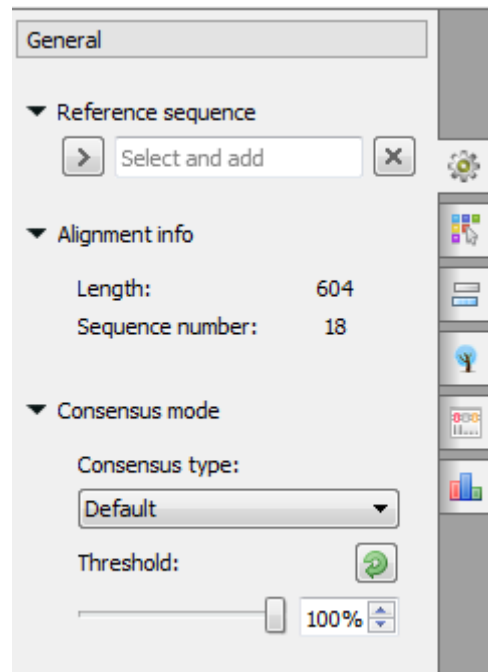 General
Reference sequence
Select and add
Alignment info
Length: 604
Sequence number: 18
Consensus mode
Consensus type:
Default
Threshold:
100%